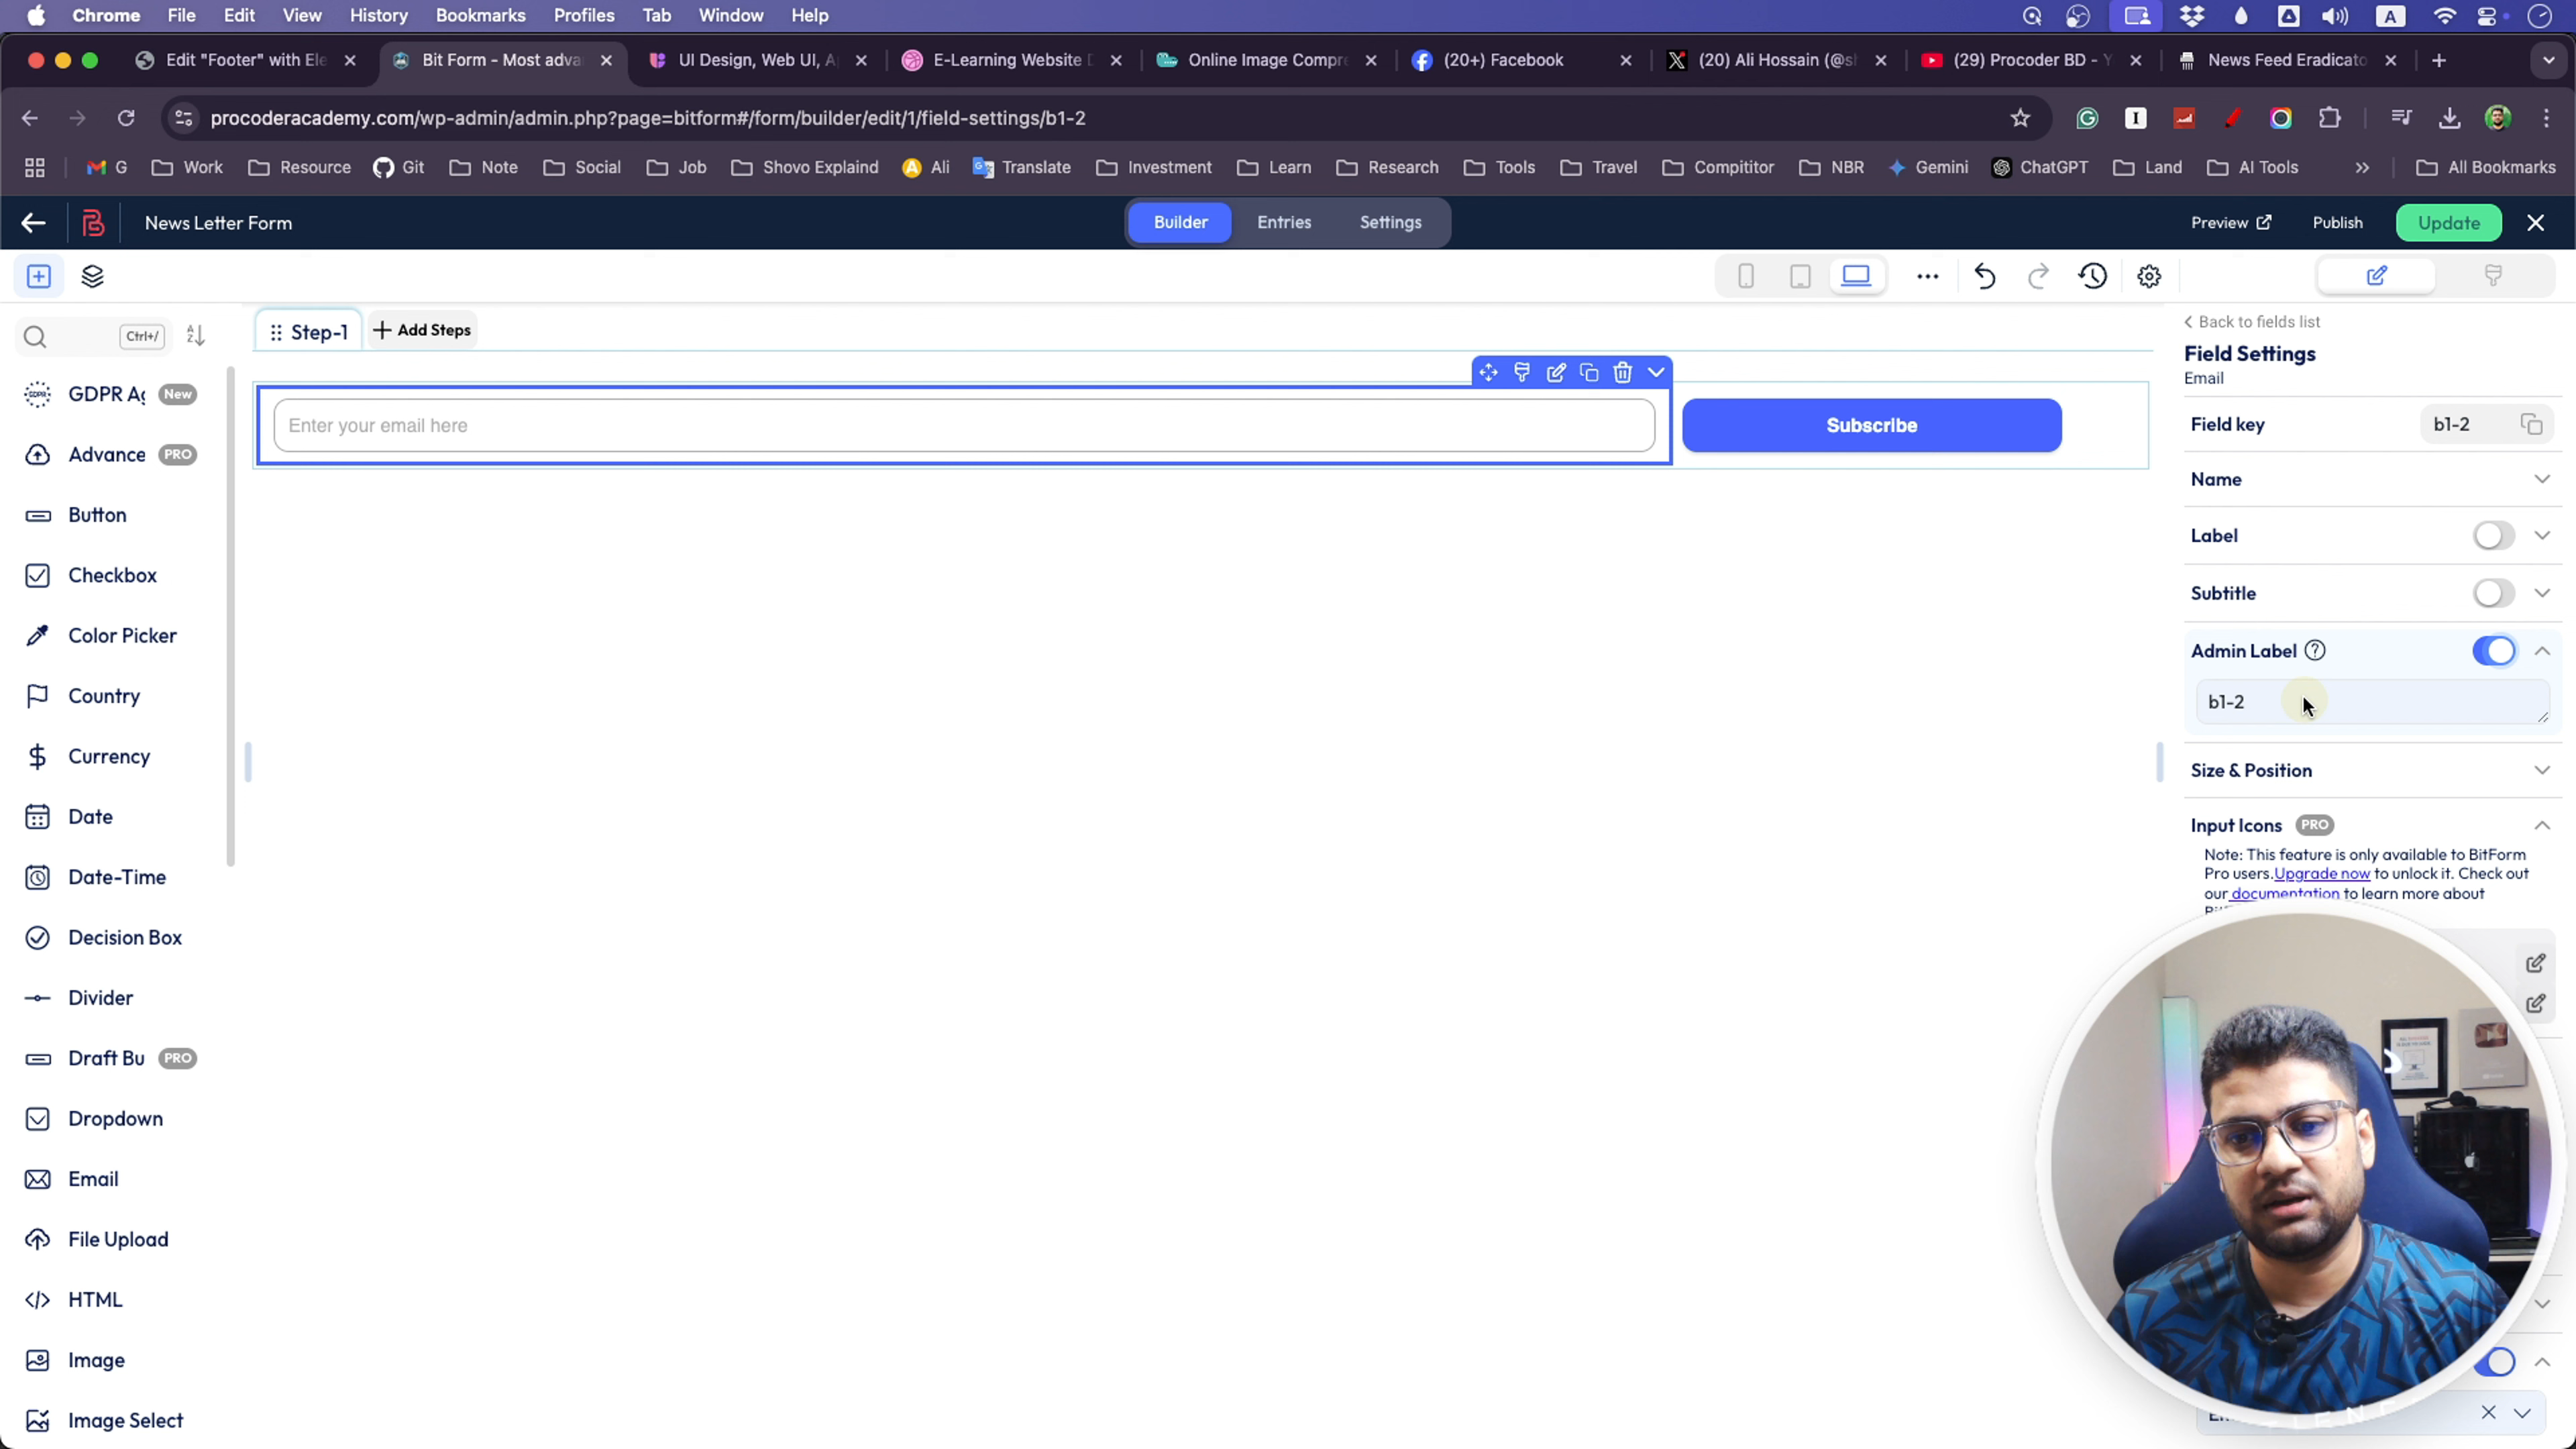 Chrome File Edit View History Bookmarks Profiles Tab Window Help
A
Edit "Footer" with Ele
Bit Form - Most adva
UI Design, Web UI, A
E-Learning Website D
Online Image Compre
(20+) Facebook
(20) Ali Hossain (@sh
(29) Procoder BD - Y
News Feed Eradicato
procoderacademy.com/wp-admin/admin.php?page=bitform#/form/builder/edit/1/field-settings/b1-2
G Work Resource Git Note Social Job Shovo Explaind Ali Translate Investment Learn Research Tools Travel Compititor NBR Gemini ChatGPT Land AI Tools » All Bookmarks
News Letter Form
Builder Entries Settings
Preview Publish Update
Ctrl+/
Step-1 + Add Steps
GDPR Ag New
Advance PRO
Button
Checkbox
Color Picker
Country
Currency
Date
Date-Time
Decision Box
Divider
Draft Bu PRO
Dropdown
Email
File Upload
HTML
Image
Image Select
Enter your email here
Subscribe
Back to fields list
Field Settings
Email
Field key b1-2
Name
Label
Subtitle
Admin Label ?
b1-2
Size & Position
Input Icons PRO
Note: This feature is only available to BitForm
Pro users.Upgrade now to unlock it. Check out
our documentation to learn more about